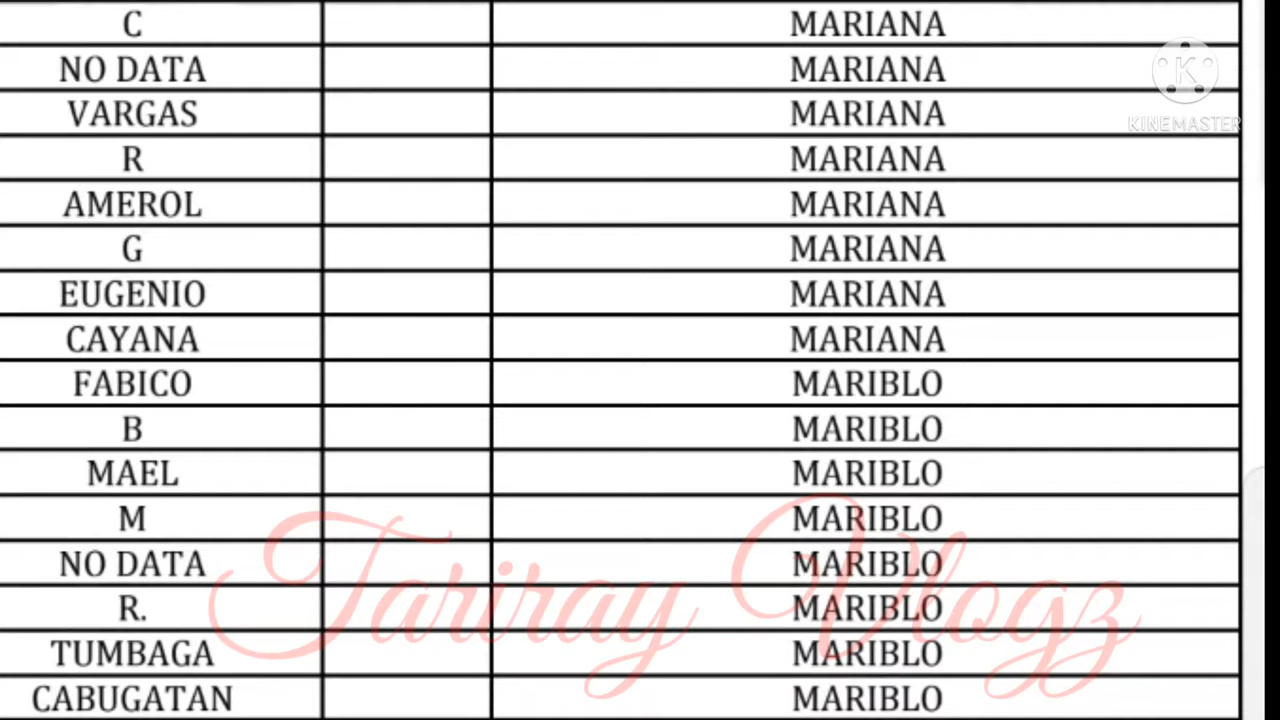 C MARIANA
NO DATA MARIANA
KINEMASTER
VARGAS MARIANA
R MARIANA
AMEROL MARIANA
G MARIANA
EUGENIO MARIANA
CAYANA MARIANA
FABICO MARIBLO
B MARIBLO
MAEL MARIBLO
M MARIBLO
NO DATA MARIBLO
Tariray Vlogz
R. MARIBLO
TUMBAGA MARIBLO
CABUGATAN MARIBLO